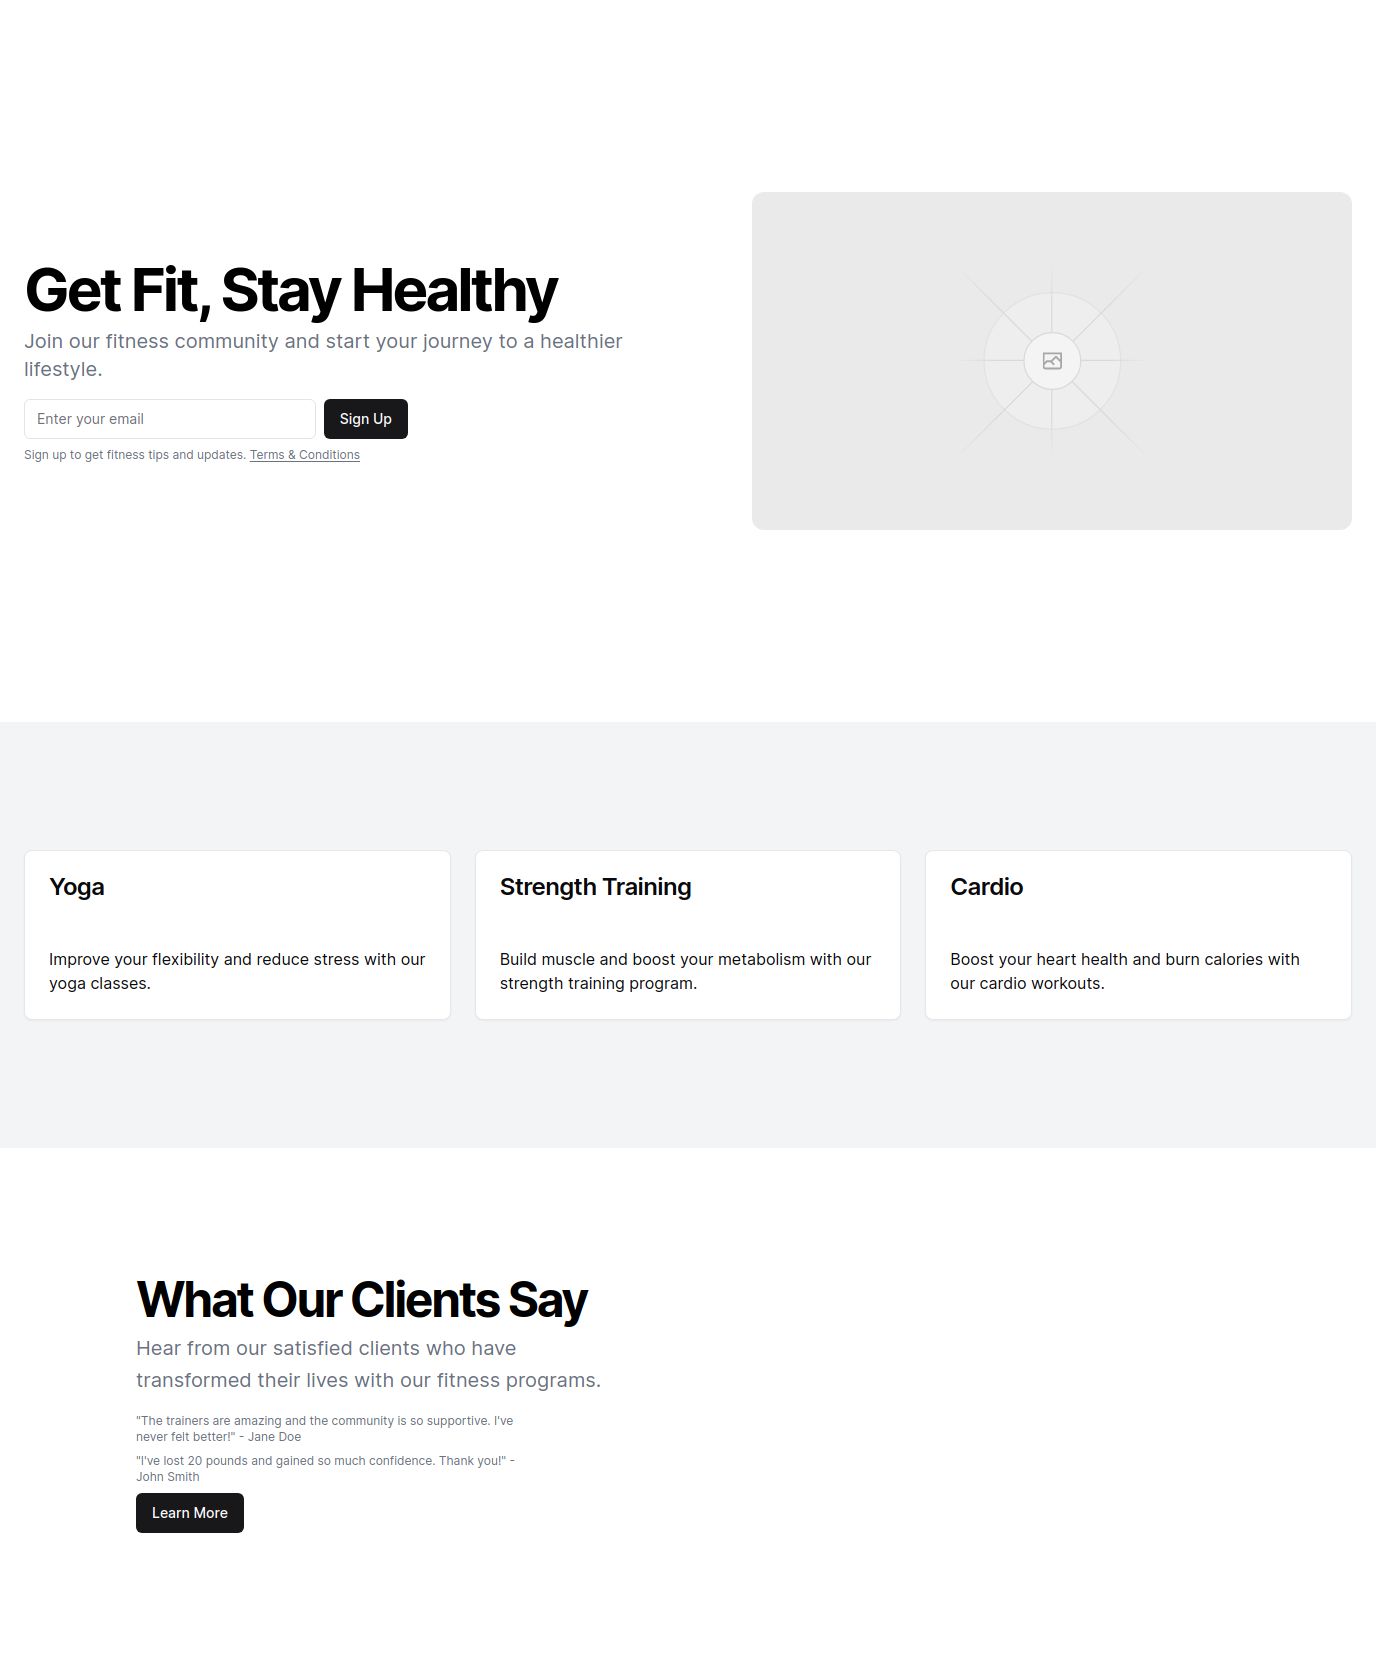 Get Fit, Stay Healthy
Join our fitness community and start your journey to a healthier
lifestyle.
Enter your email
Sign Up
Sign up to get fitness tips and updates. Terms & Conditions
Yoga
Improve your flexibility and reduce stress with our
yoga classes.
Strength Training
Build muscle and boost your metabolism with our
strength training program.
Cardio
Boost your heart health and burn calories with
our cardio workouts.
What Our Clients Say
Hear from our satisfied clients who have
transformed their lives with our fitness programs.
"The trainers are amazing and the community is so supportive. I've
never felt better!" - Jane Doe
"I've lost 20 pounds and gained so much confidence. Thank you!" -
John Smith
Learn More